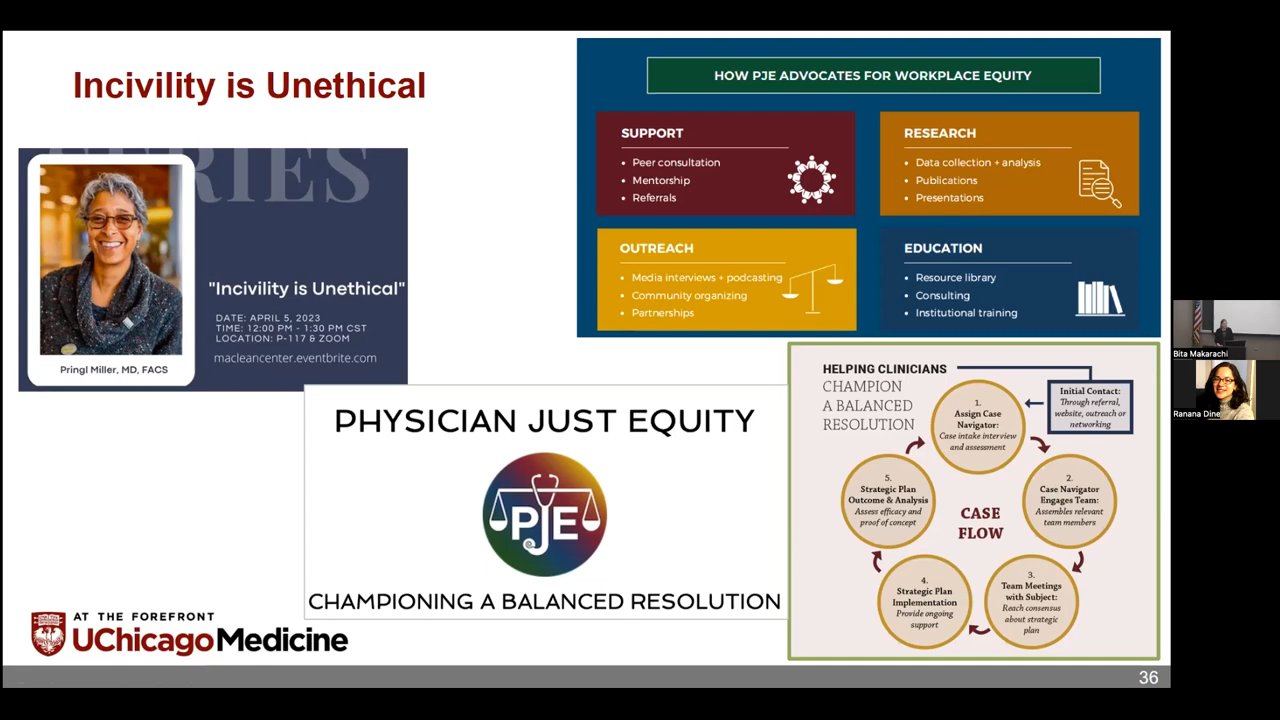 Incivility is Unethical
SERIES
"Incivility is Unethical"
DATE: APRIL 5, 2023
TIME: 12:00 PM - 1:30 PM CST
LOCATION: P-117 & ZOOM
macleancenter.eventbrite.com
Pringl Miller, MD, FACS
HOW PJE ADVOCATES FOR WORKPLACE EQUITY
SUPPORT
• Peer consultation
• Mentorship
• Referrals
RESEARCH
• Data collection + analysis
• Publications
• Presentations
OUTREACH
• Media interviews + podcasting
• Community organizing
• Partnerships
EDUCATION
• Resource library
• Consulting
• Institutional training
PHYSICIAN JUST EQUITY
PJE
CHAMPIONING A BALANCED RESOLUTION
HELPING CLINICIANS
CHAMPION
A BALANCED
RESOLUTION
Initial Contact:
Through referral,
website, outreach or
networking
1.
Assign Case
Navigator:
Case intake interview
and assessment
2.
Case Navigator
Engages Team:
Assembles relevant
team members
3.
Team Meetings
with Subject:
Reach consensus
about strategic
plan
4.
Strategic Plan
Implementation
Provide ongoing
support
5.
Strategic Plan
Outcome & Analysis
Assess efficacy and
proof of concept
CASE
FLOW
AT THE FOREFRONT
UChicago Medicine
36
Bita Makarachi
Ranana Dine